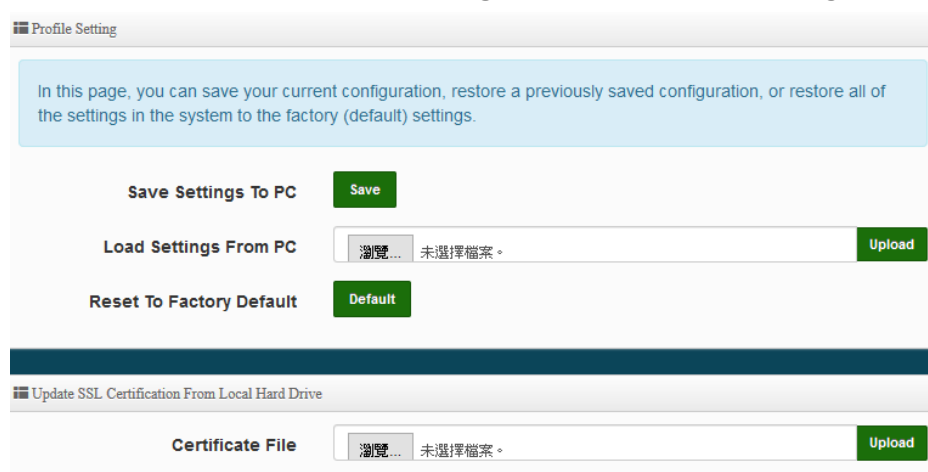 Profile Setting
In this page, you can save your current configuration, restore a previously saved configuration, or restore all of
the settings in the system to the factory (default) settings.
Save Settings To PC Save
Load Settings From PC 瀏覽... 未選擇檔案。 Upload
Reset To Factory Default Default
Update SSL Certification From Local Hard Drive
Certificate File 瀏覽... 未選擇檔案。 Upload